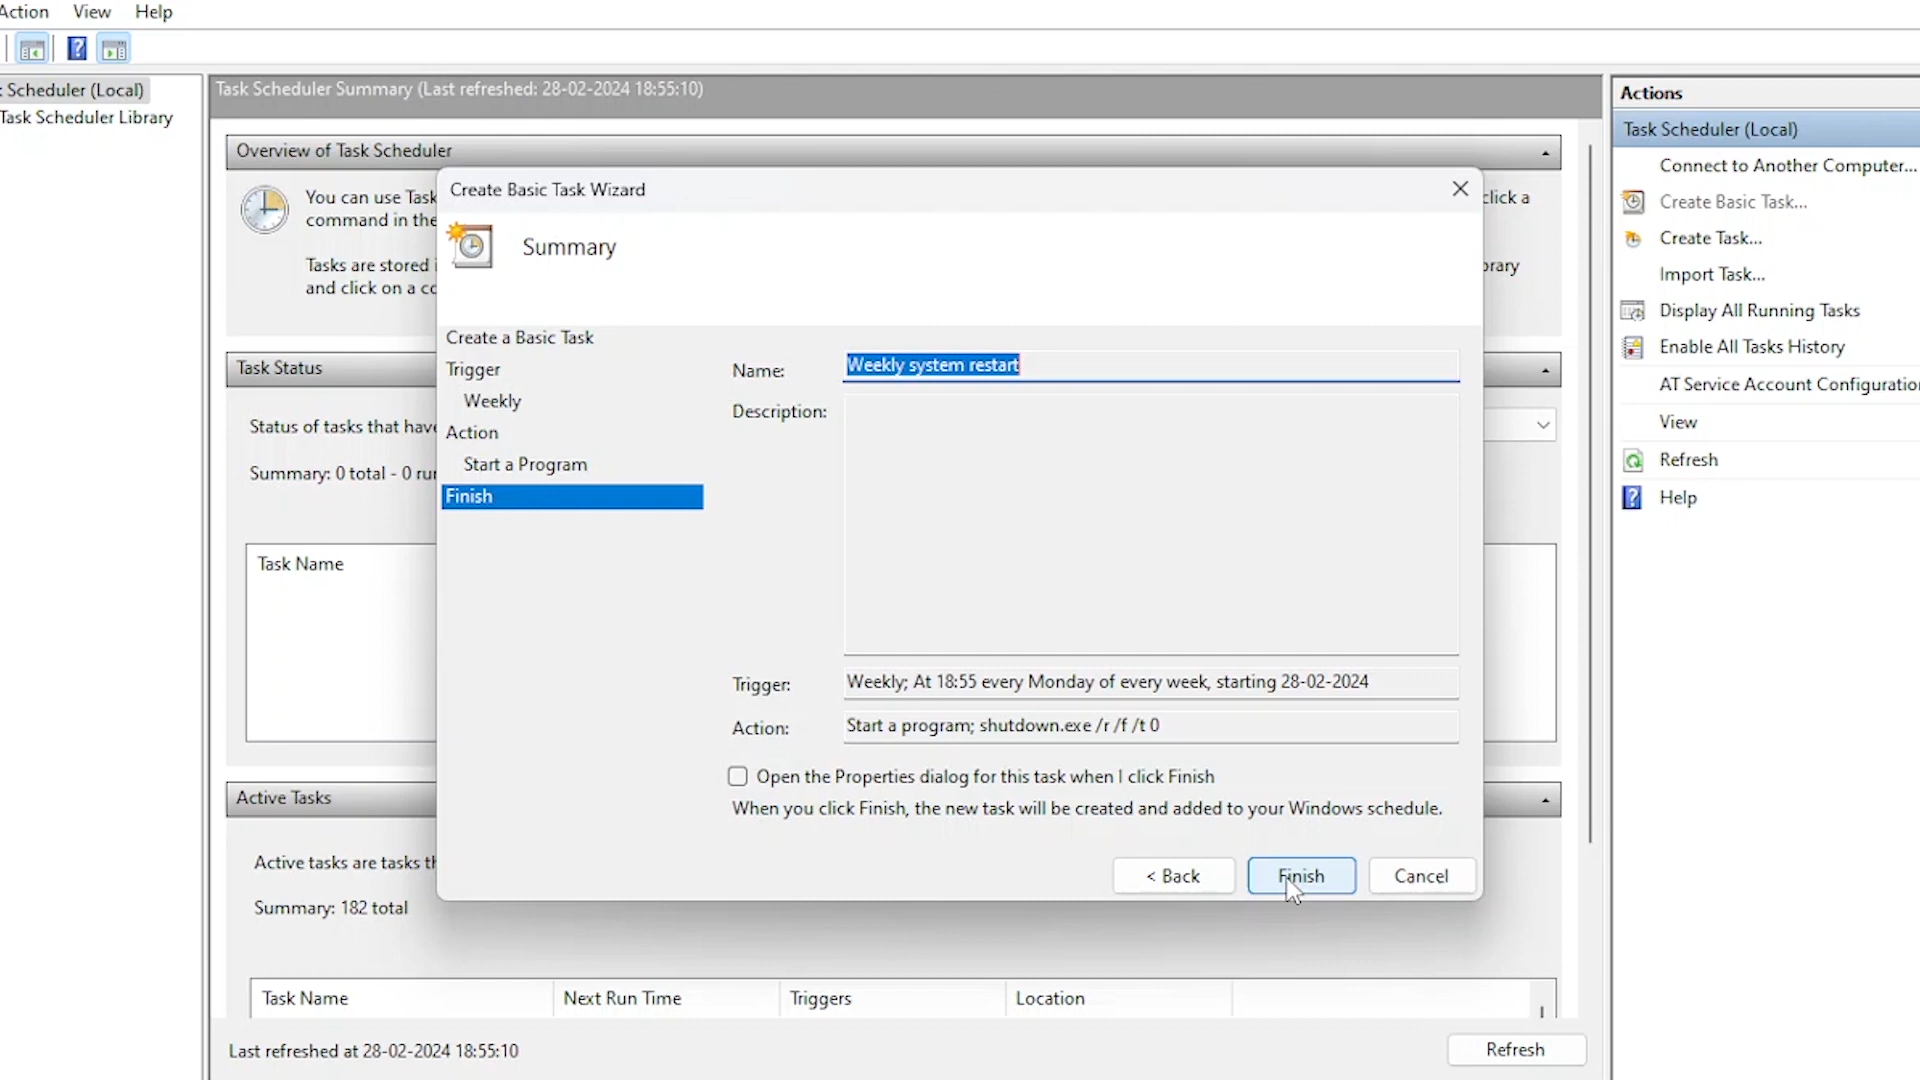 Action View Help
Scheduler (Local)
Task Scheduler Library
Task Scheduler Summary (Last refreshed: 28-02-2024 18:55:10)
Overview of Task Scheduler
You can use Task
command in the
click a
Tasks are stored
and click on a
Task Status
Status of tasks that have
Summary: 0 total - 0
Task Name
Active Tasks
Active tasks are tasks
Summary: 182 total
Task Name Next Run Time Triggers Location
Last refreshed at 28-02-2024 18:55:10
Refresh
Create Basic Task Wizard
Summary
Create a Basic Task
Trigger
Weekly
Action
Start a Program
Finish
Name: Weekly system restart
Description:
Trigger: Weekly; At 18:55 every Monday of every week, starting 28-02-2024
Action: Start a program; shutdown.exe /r /f /t 0
Open the Properties dialog for this task when I click Finish
When you click Finish, the new task will be created and added to your Windows schedule.
< Back Finish Cancel
Actions
Task Scheduler (Local)
Connect to Another Computer...
Create Basic Task...
Create Task...
Import Task...
Display All Running Tasks
Enable All Tasks History
AT Service Account Configuratio
View
Refresh
Help